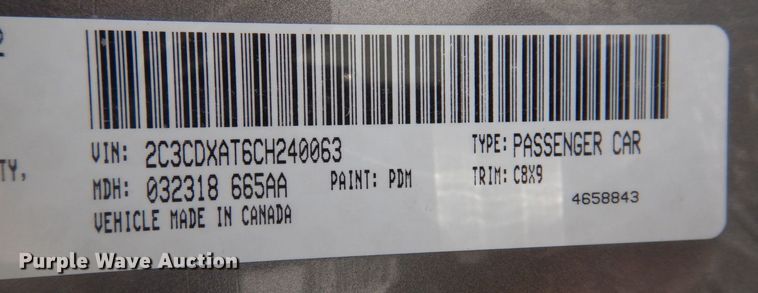 VIN: 2C3CDXAT6CH240063 TYPE: PASSENGER CAR
TY,
MDH: 032318 665AA PAINT: PDM TRIM: C8X9
4658843
VEHICLE MADE IN CANADA
Purple Wave Auction